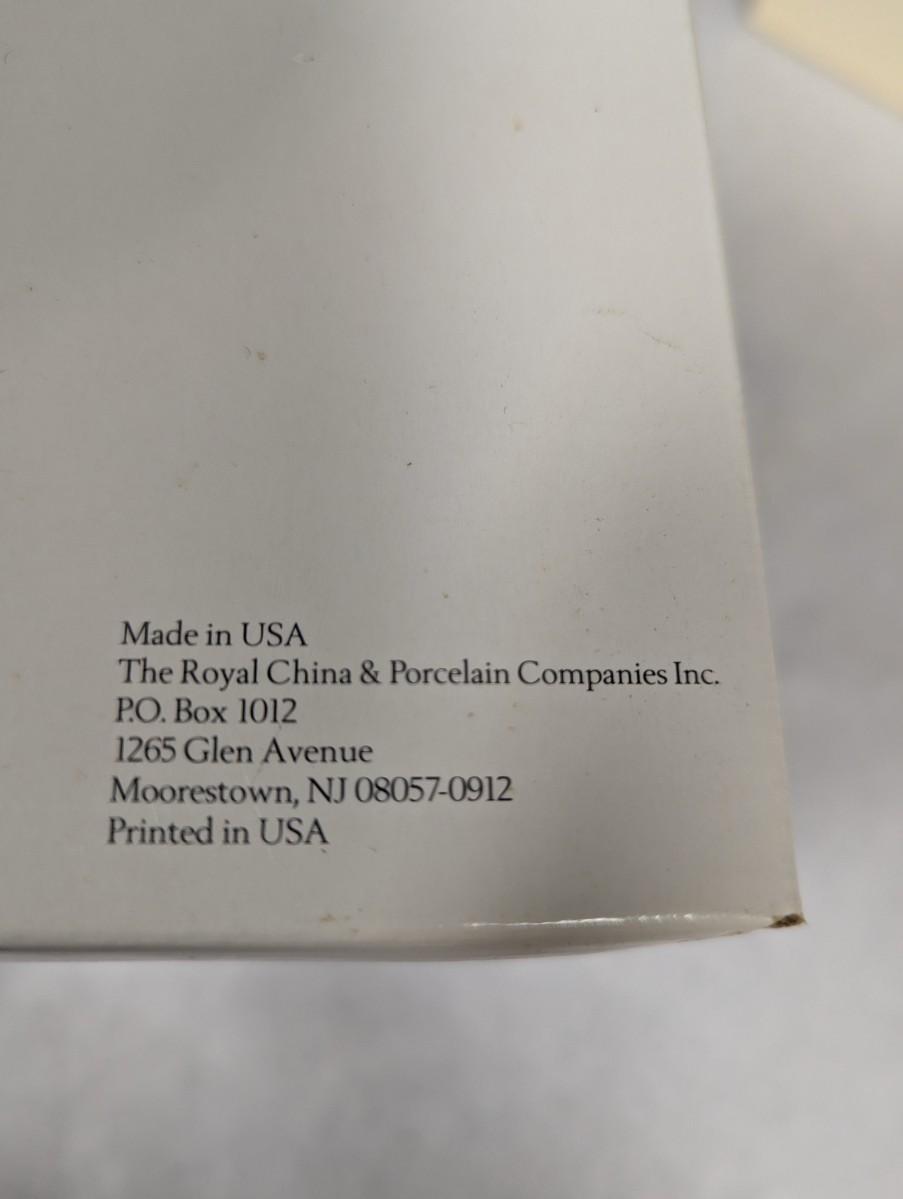 Made in USA
The Royal China & Porcelain Companies Inc.
P.O. Box 1012
1265 Glen Avenue
Moorestown, NJ 08057-0912
Printed in USA